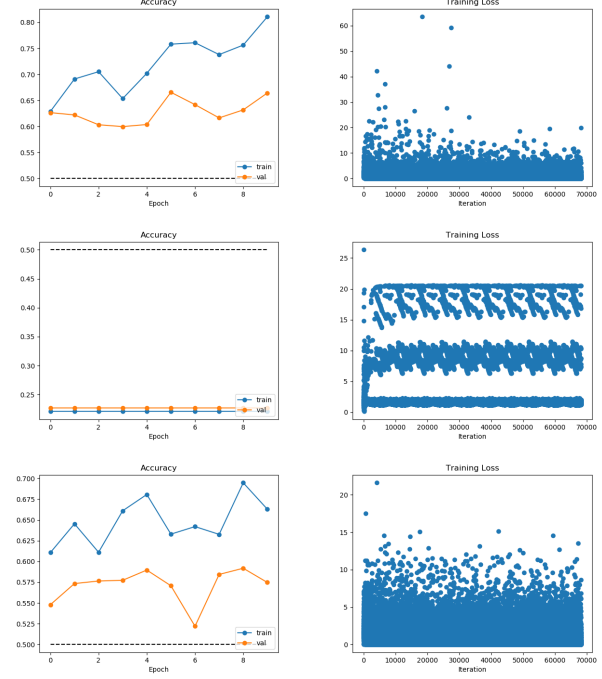 Accuracy
Training Loss
0.80
0.75
0.70
0.65
0.60
0.55
0.50
60
50
40
30
20
10
0
train
val
0 2 4 6 8
0 10000 20000 30000 40000 50000 60000 70000
Epoch
Iteration
Accuracy
Training Loss
0.50
0.45
0.40
0.35
0.30
0.25
25
20
15
10
5
0
train
val
0 2 4 6 8
0 10000 20000 30000 40000 50000 60000 70000
Epoch
Iteration
Accuracy
Training Loss
0.700
0.675
0.650
0.625
0.600
0.575
0.550
0.525
0.500
20
15
10
5
0
train
val
0 2 4 6 8
0 10000 20000 30000 40000 50000 60000 70000
Epoch
Iteration